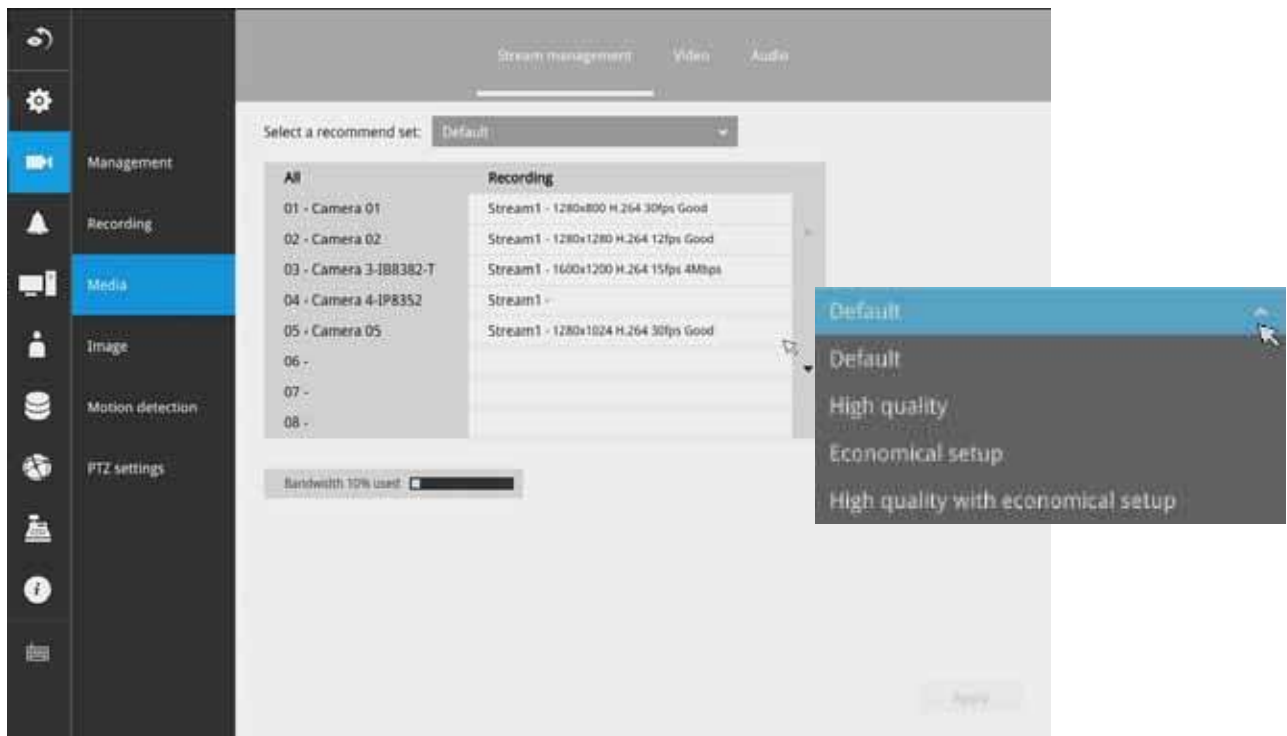 Stream management Video Audio
Select a recommend set: Default
All Recording
01 - Camera 01 Stream1 - 1280x800 H.264 30fps Good
02 - Camera 02 Stream1 - 1280x1280 H.264 12fps Good
03 - Camera 3-IB8382-T Stream1 - 1600x1200 H.264 15fps 4Mbps
04 - Camera 4-IP8352 Stream1 -
05 - Camera 05 Stream1 - 1280x1024 H.264 30fps Good
06 -
07 -
08 -
Bandwidth 10% used
Apply
Management
Recording
Media
Image
Motion detection
PTZ settings
Default
Default
High quality
Economical setup
High quality with economical setup